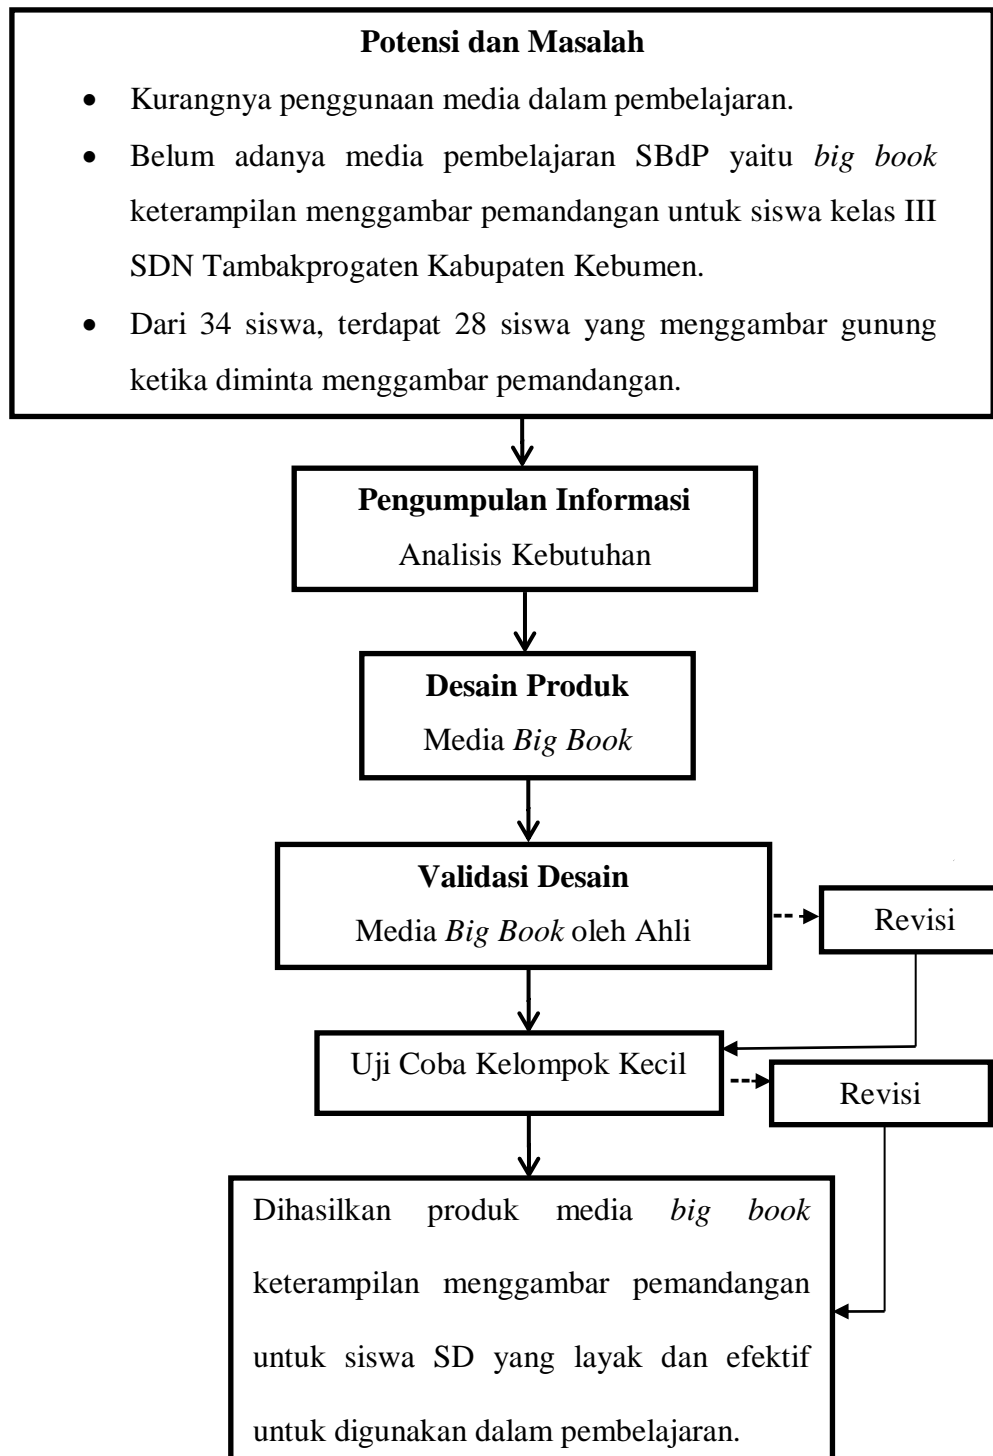 Potensi dan Masalah
• Kurangnya penggunaan media dalam pembelajaran.
• Belum adanya media pembelajaran SBdP yaitu big book
keterampilan menggambar pemandangan untuk siswa kelas III
SDN Tambakprogaten Kabupaten Kebumen.
• Dari 34 siswa, terdapat 28 siswa yang menggambar gunung
ketika diminta menggambar pemandangan.
Pengumpulan Informasi
Analisis Kebutuhan
Desain Produk
Media Big Book
Validasi Desain
Media Big Book oleh Ahli
Revisi
Uji Coba Kelompok Kecil
Revisi
Dihasilkan produk media big book
keterampilan menggambar pemandangan
untuk siswa SD yang layak dan efektif
untuk digunakan dalam pembelajaran.